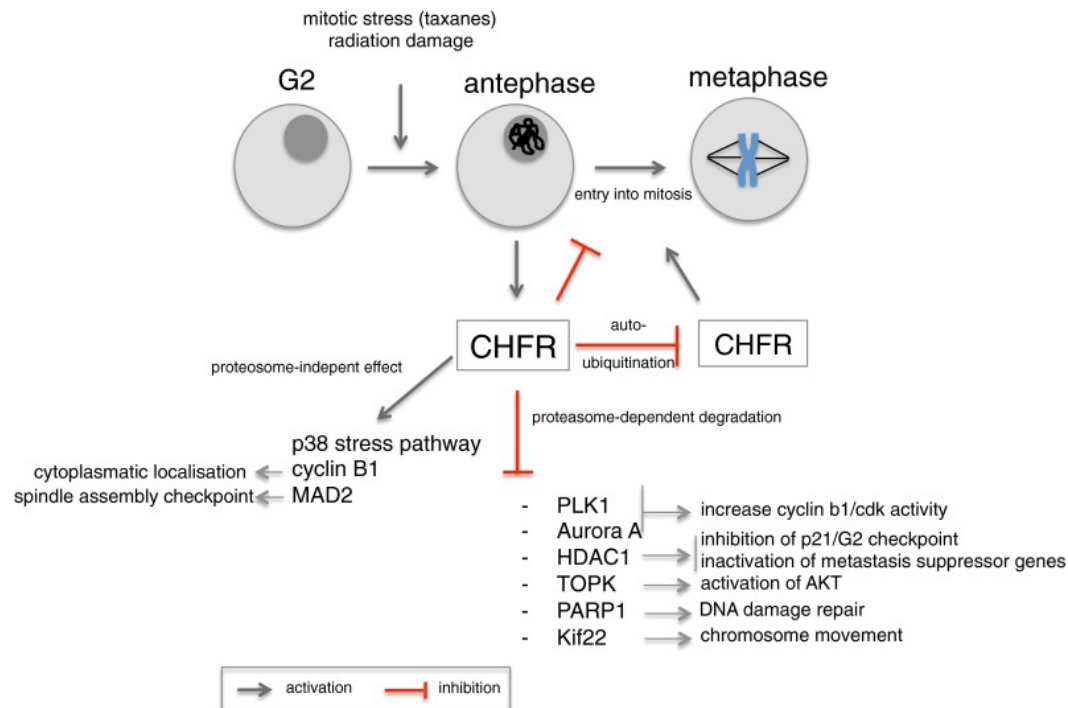 mitotic stress (taxanes)
radiation damage
G2
antephase
metaphase
entry into mitosis
CHFR
auto-
ubiquitination
CHFR
proteosome-indepent effect
proteasome-dependent degradation
p38 stress pathway
cytoplasmatic localisation
cyclin B1
spindle assembly checkpoint
MAD2
- PLK1
increase cyclin b1/cdk activity
- Aurora A
- HDAC1
inhibition of p21/G2 checkpoint
inactivation of metastasis suppressor genes
- TOPK
activation of AKT
- PARP1
DNA damage repair
- Kif22
chromosome movement
activation
inhibition